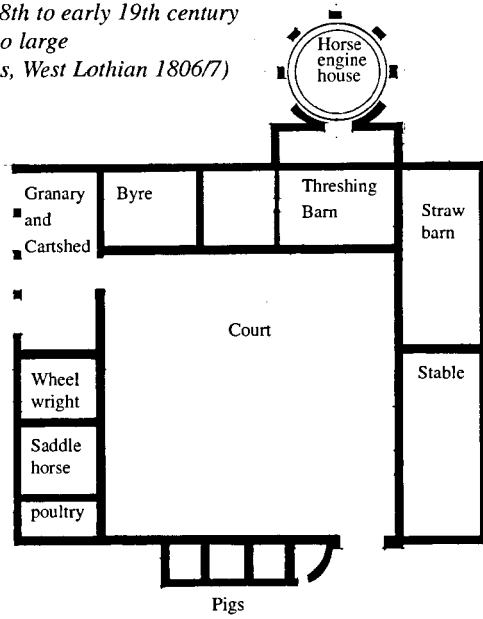 8th to early 19th century
o large
s, West Lothian 1806/7)
Horse
engine
house
Granary
and
Cartshed
Byre
Threshing
Barn
Straw
barn
Court
Wheel
wright
Stable
Saddle
horse
poultry
Pigs